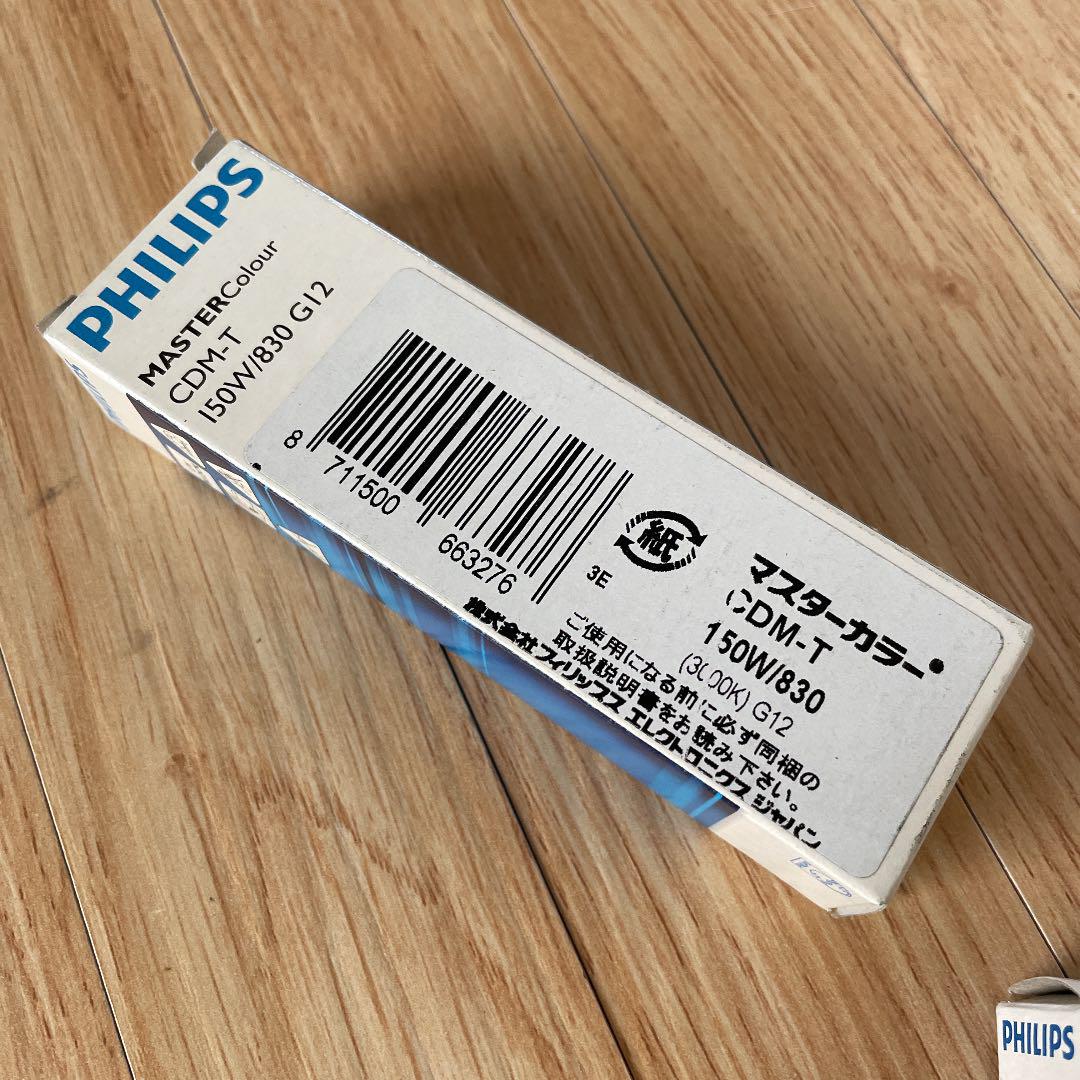 PHILIPS
MASTERColour
CDM-T
150W/830 G12
8 711500 663276
3E
紙
マスターカラー
CDM-T
150W/830
(3000K) G12
ご使用になる前に必ず同梱の
取扱説明書をお読み下さい。
株式会社フィリップス エレクトロニクス ジャパン
PHILIPS